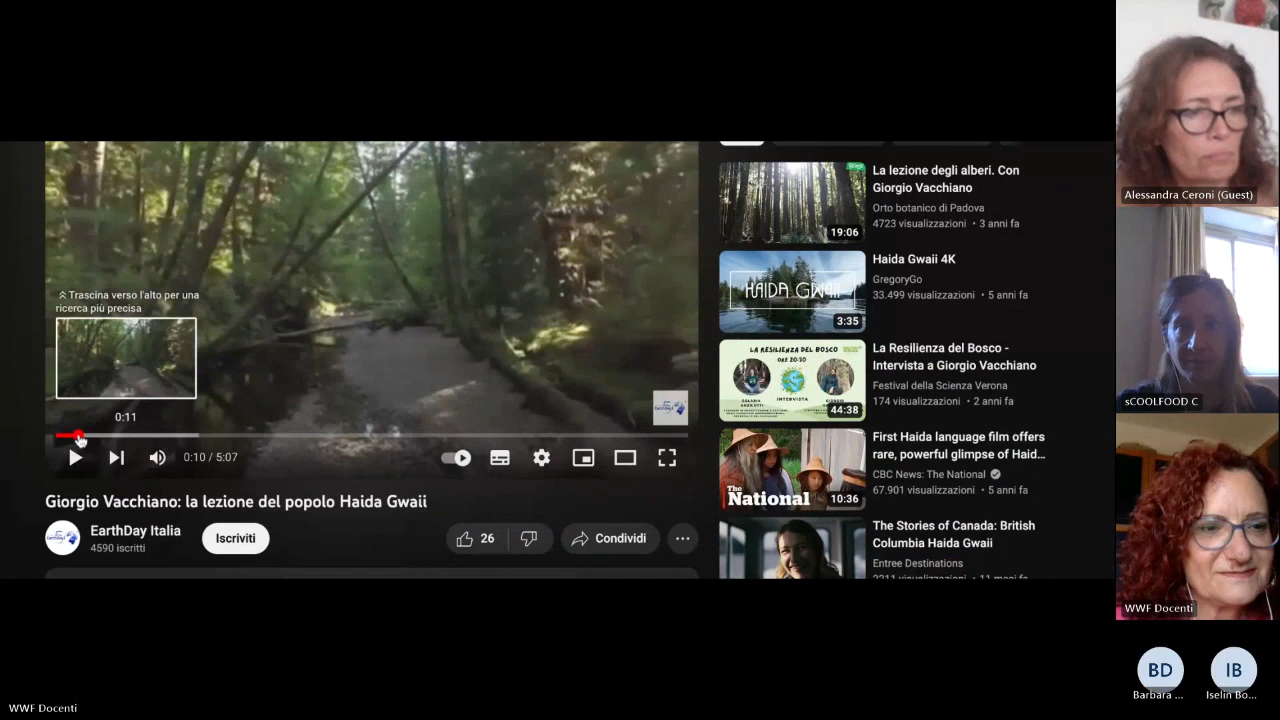 Trascina verso l'alto per una
ricerca più precisa
0:11
0:10 / 5:07
Giorgio Vacchiano: la lezione del popolo Haida Gwaii
EarthDay Italia
4590 iscritti
Iscriviti
26
Condividi
19:06
La lezione degli alberi. Con
Giorgio Vacchiano
Orto botanico di Padova
4723 visualizzazioni • 3 anni fa
HAIDA GWAII
3:35
Haida Gwaii 4K
GregoryGo
33.499 visualizzazioni • 5 anni fa
LA RESILIENZA DEL BOSCO
ORE 20-30
INTERVISTA
44:38
La Resilienza del Bosco -
Intervista a Giorgio Vacchiano
Festival della Scienza Verona
174 visualizzazioni • 2 anni fa
The
National
10:36
First Haida language film offers
rare, powerful glimpse of Haid...
CBC News: The National
67.901 visualizzazioni • 5 anni fa
The Stories of Canada: British
Columbia Haida Gwaii
Entree Destinations
Alessandra Ceroni (Guest)
sCOOLFOOD C
WWF Docenti
BD
Barbara ...
IB
Iselin Bo...
WWF Docenti